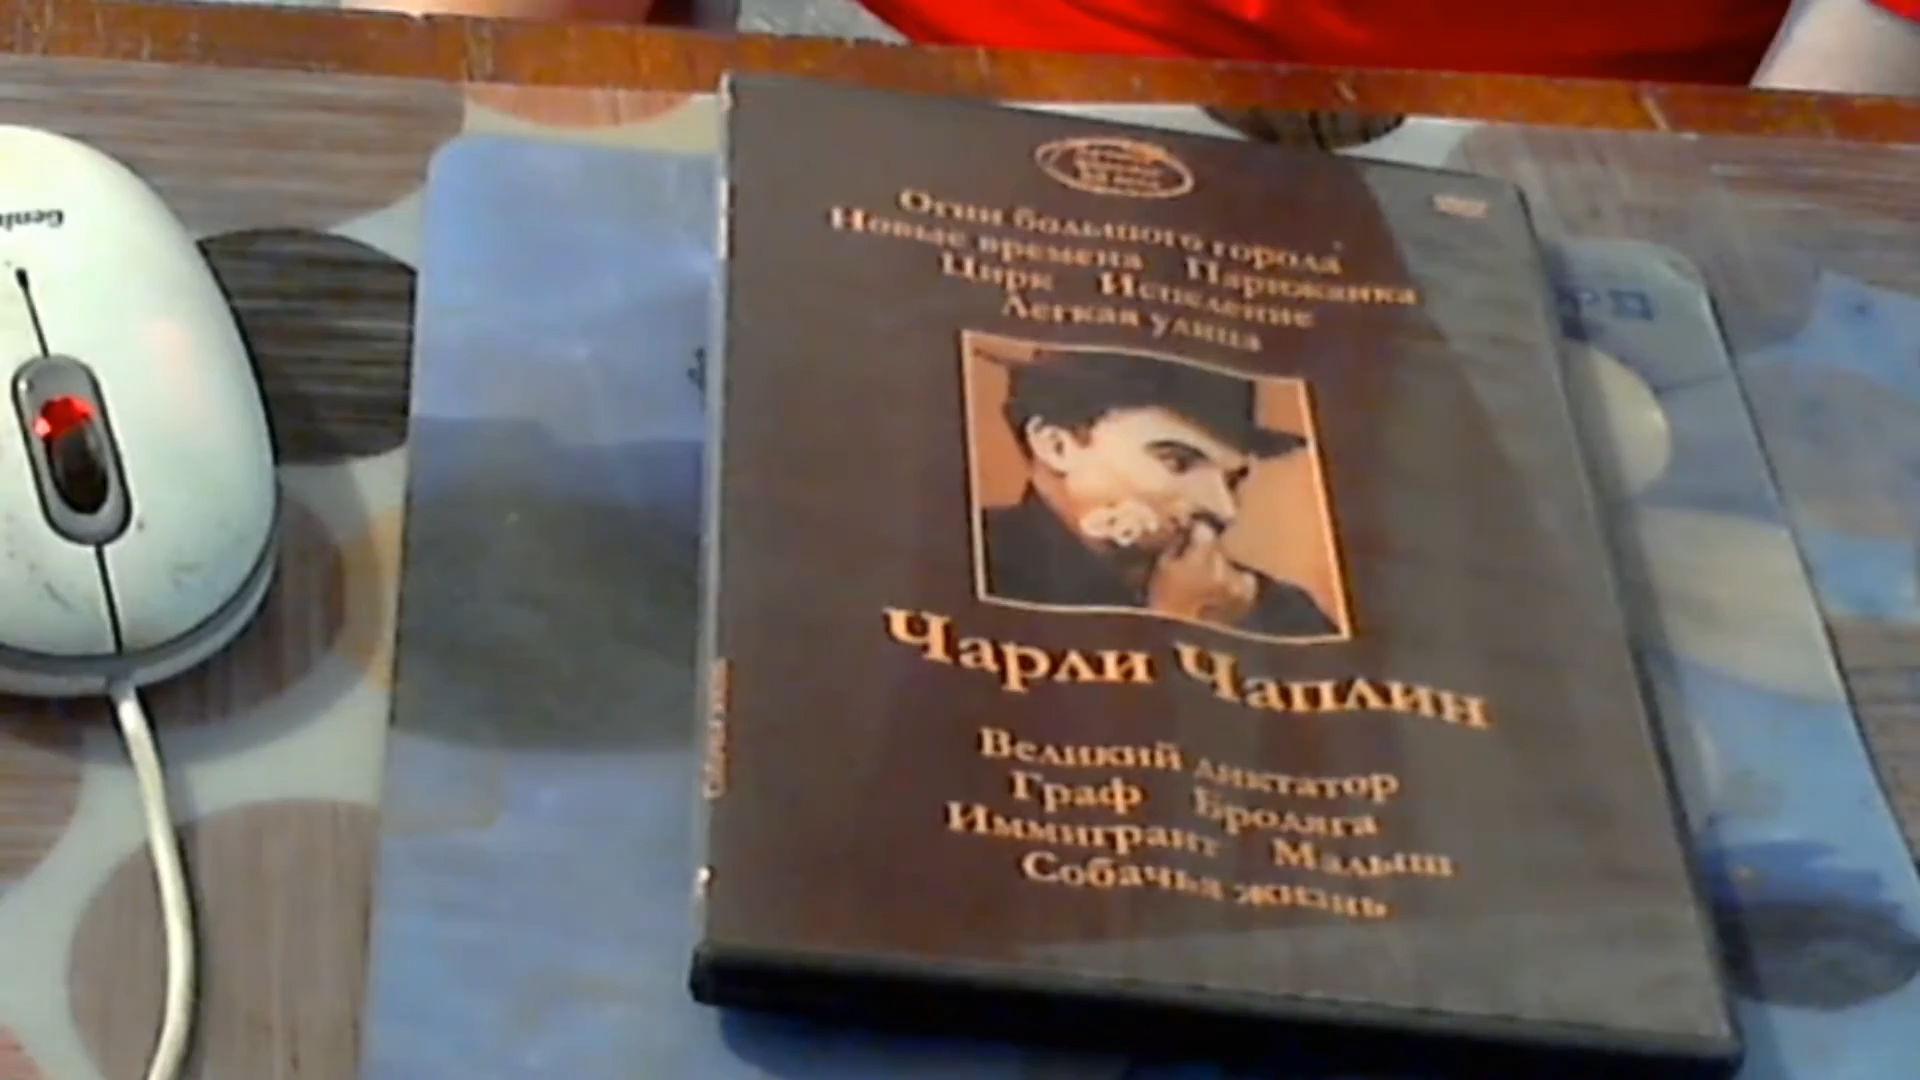 Огни большого города
Новые времена Парижанка
Цирк Исцеление
Легкая улица
Чарли Чаплин
Великий диктатор
Граф Бродяга
Иммигрант Малыш
Собачья жизнь
Genius